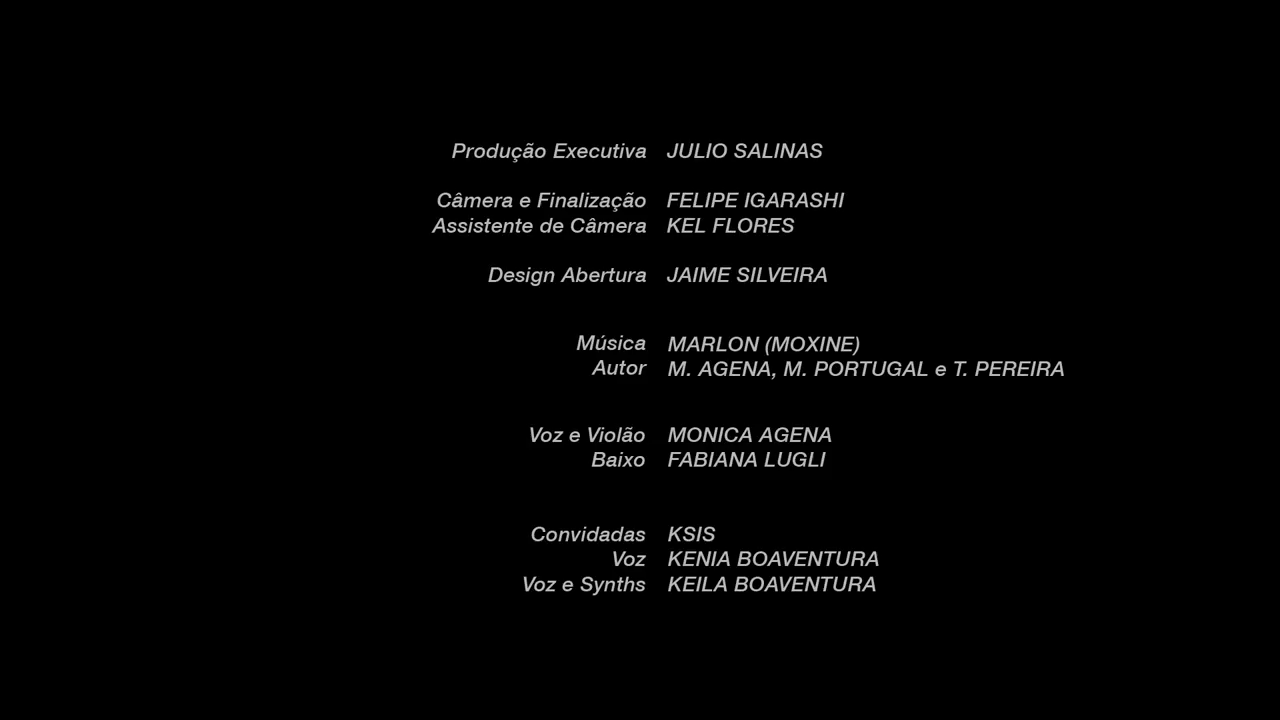 Produção Executiva JULIO SALINAS
Câmera e Finalização FELIPE IGARASHI
Assistente de Câmera KEL FLORES
Design Abertura JAIME SILVEIRA
Música MARLON (MOXINE)
Autor M. AGENA, M. PORTUGAL e T. PEREIRA
Voz e Violão MONICA AGENA
Baixo FABIANA LUGLI
Convidadas KSIS
Voz KENIA BOAVENTURA
Voz e Synths KEILA BOAVENTURA